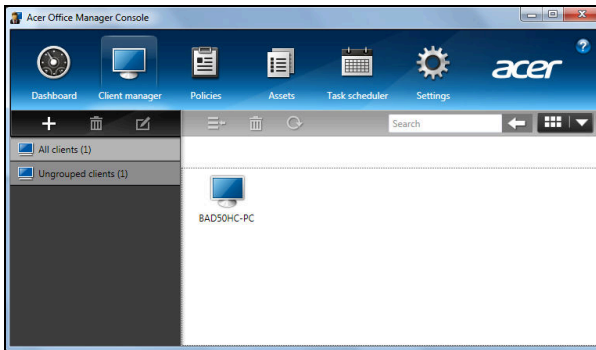 Acer Office Manager Console
acer
?
Dashboard Client manager Policies Assets Task scheduler Settings
Search
All clients (1)
Ungrouped clients (1)
BAD50HC-PC